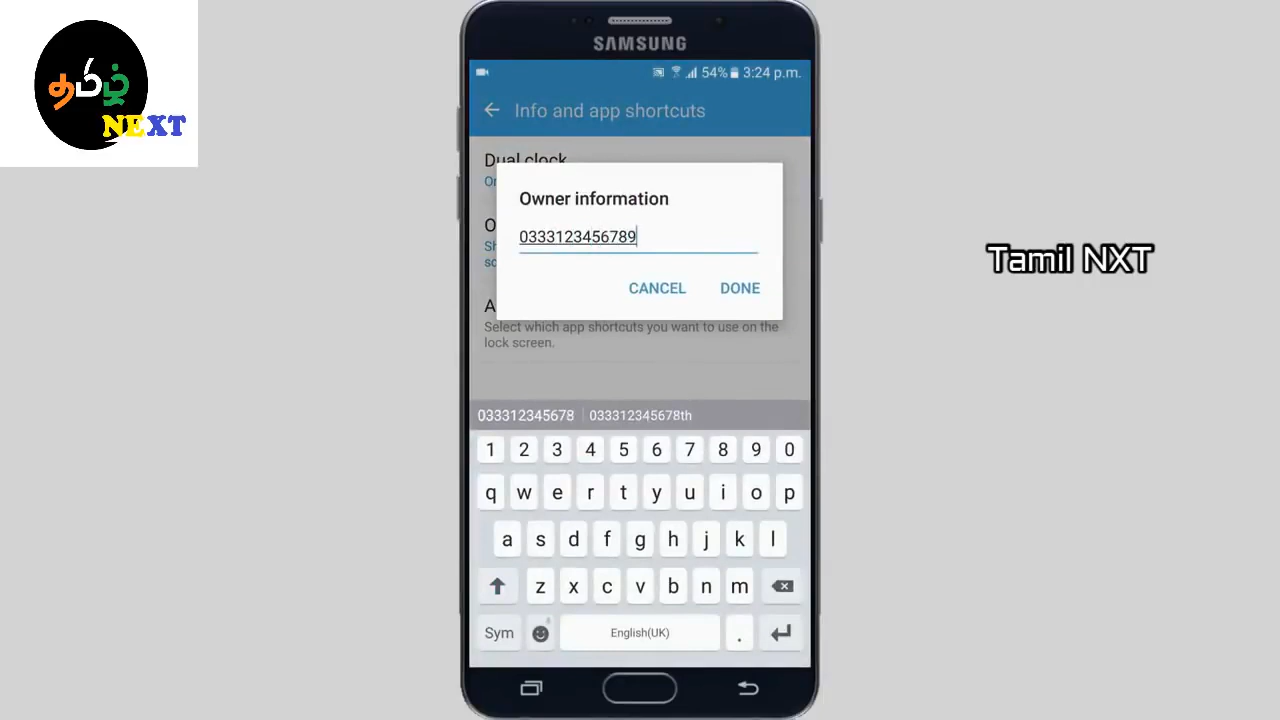 தமிழ்
NEXT
SAMSUNG
54% 3:24 p.m.
Info and app shortcuts
Dual clock
On
Owner information
0333123456789
CANCEL DONE
Select which app shortcuts you want to use on the
lock screen.
033312345678 033312345678th
1 2 3 4 5 6 7 8 9 0
q w e r t y u i o p
a s d f g h j k l
z x c v b n m
Sym English(UK) .
Tamil NXT